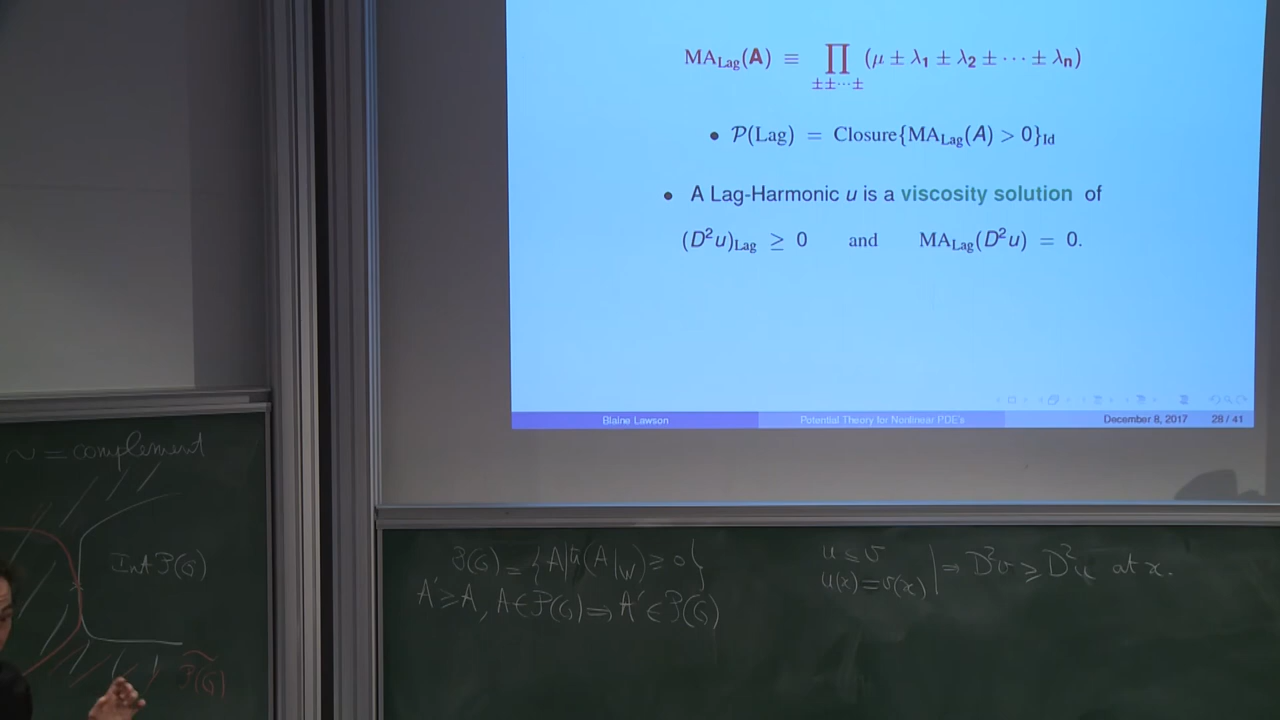 MA_Lag(A) ≡ ∏_{±±···±} (μ ± λ₁ ± λ₂ ± ··· ± λₙ)
• 𝒫(Lag) = Closure{MA_Lag(A) > 0}_Id
• A Lag-Harmonic u is a viscosity solution of
(D²u)_Lag ≥ 0 and MA_Lag(D²u) = 0.
Blaine Lawson Potential Theory for Nonlinear PDE's December 8, 2017 28 / 41
~ = complement
Int 𝒫(G)
𝒫̃(G)
𝒫(G) = {A | tr(A|_W) ≥ 0}
A' ≥ A, A ∈ 𝒫(G) ⇒ A' ∈ 𝒫(G)
u ≤ v
u(x) = v(x) | ⇒ D²v ≥ D²u at x.